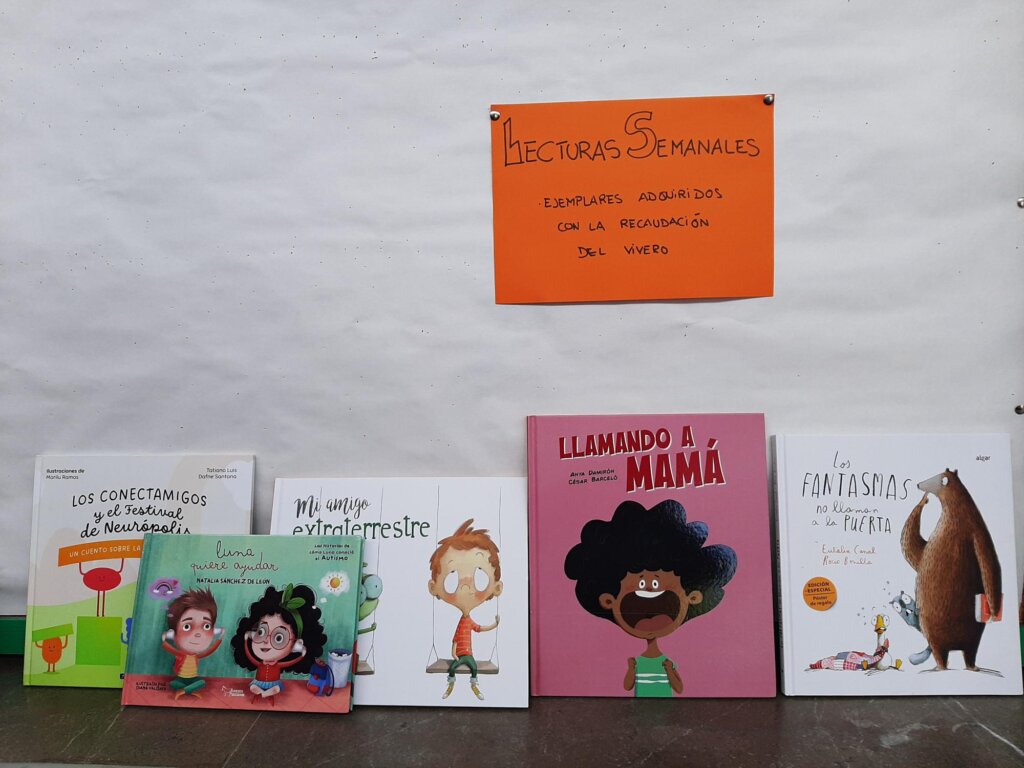 LECTURAS SEMANALES
· EJEMPLARES ADQUIRIDOS
CON LA RECAUDACIÓN
DEL VIVERO
Ilustraciones de
Marilu Ramos
Tatiana Luis
Dafne Santana
LOS CONECTAMIGOS
y el Festival
de Neurópolis
UN CUENTO SOBRE LA
luna
quiere ayudar
NATALIA SÁNCHEZ DE LEÓN
LAS HISTORIAS DE
CÓMO LUNA CONOCIÓ
EL AUTISMO
ILUSTRADO POR
Mi amigo
extraterrestre
LLAMANDO A
MAMÁ
ANYA DAMIRÓN
CÉSAR BARCELÓ
algar
Los
FANTASMAS
no llaman
a la PUERTA
Eulàlia Canal
Rocio Bonilla
EDICIÓN
ESPECIAL
Póster
de regalo